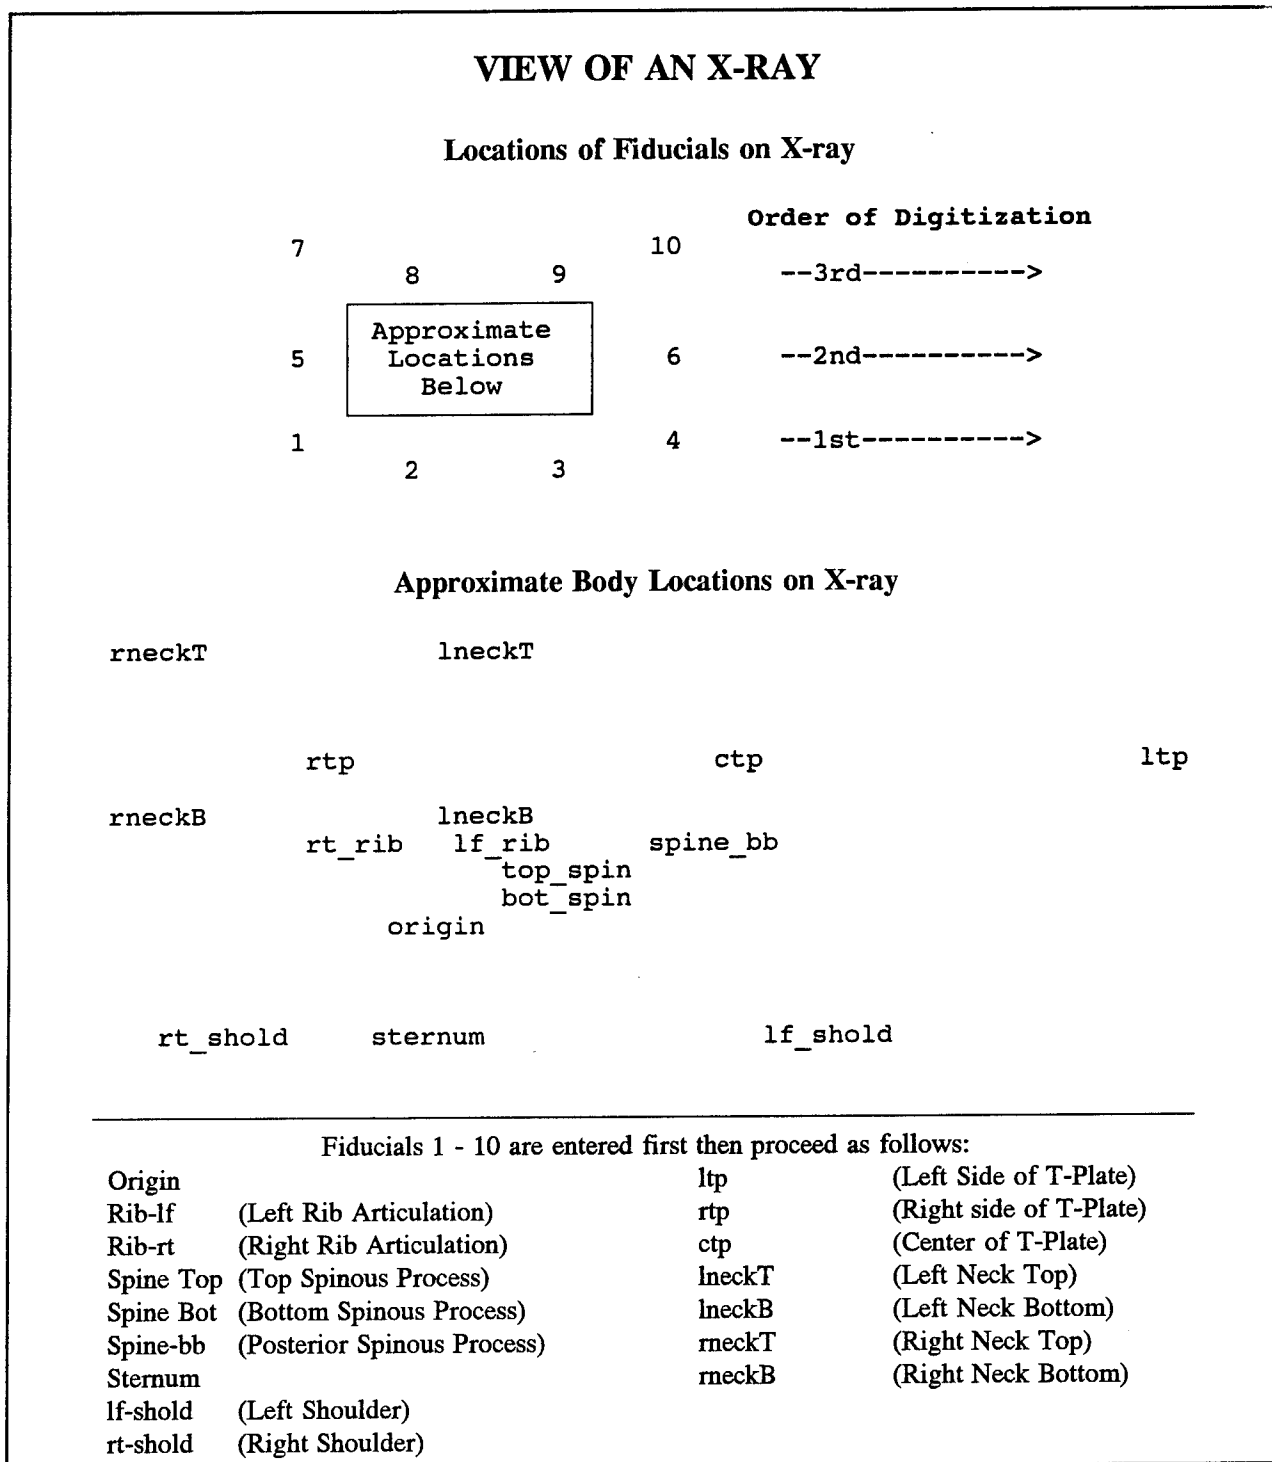 VIEW OF AN X-RAY
Locations of Fiducials on X-ray
Order of Digitization
7 10
8 9 --3rd---------->
Approximate
5 Locations 6 --2nd---------->
Below
1 4 --1st---------->
2 3
Approximate Body Locations on X-ray
rneckT lneckT
rtp ctp ltp
rneckB lneckB
rt_rib lf_rib spine_bb
top_spin
bot_spin
origin
rt_shold sternum lf_shold
Fiducials 1 - 10 are entered first then proceed as follows:
Origin ltp (Left Side of T-Plate)
Rib-lf (Left Rib Articulation) rtp (Right side of T-Plate)
Rib-rt (Right Rib Articulation) ctp (Center of T-Plate)
Spine Top (Top Spinous Process) lneckT (Left Neck Top)
Spine Bot (Bottom Spinous Process) lneckB (Left Neck Bottom)
Spine-bb (Posterior Spinous Process) rneckT (Right Neck Top)
Sternum rneckB (Right Neck Bottom)
lf-shold (Left Shoulder)
rt-shold (Right Shoulder)